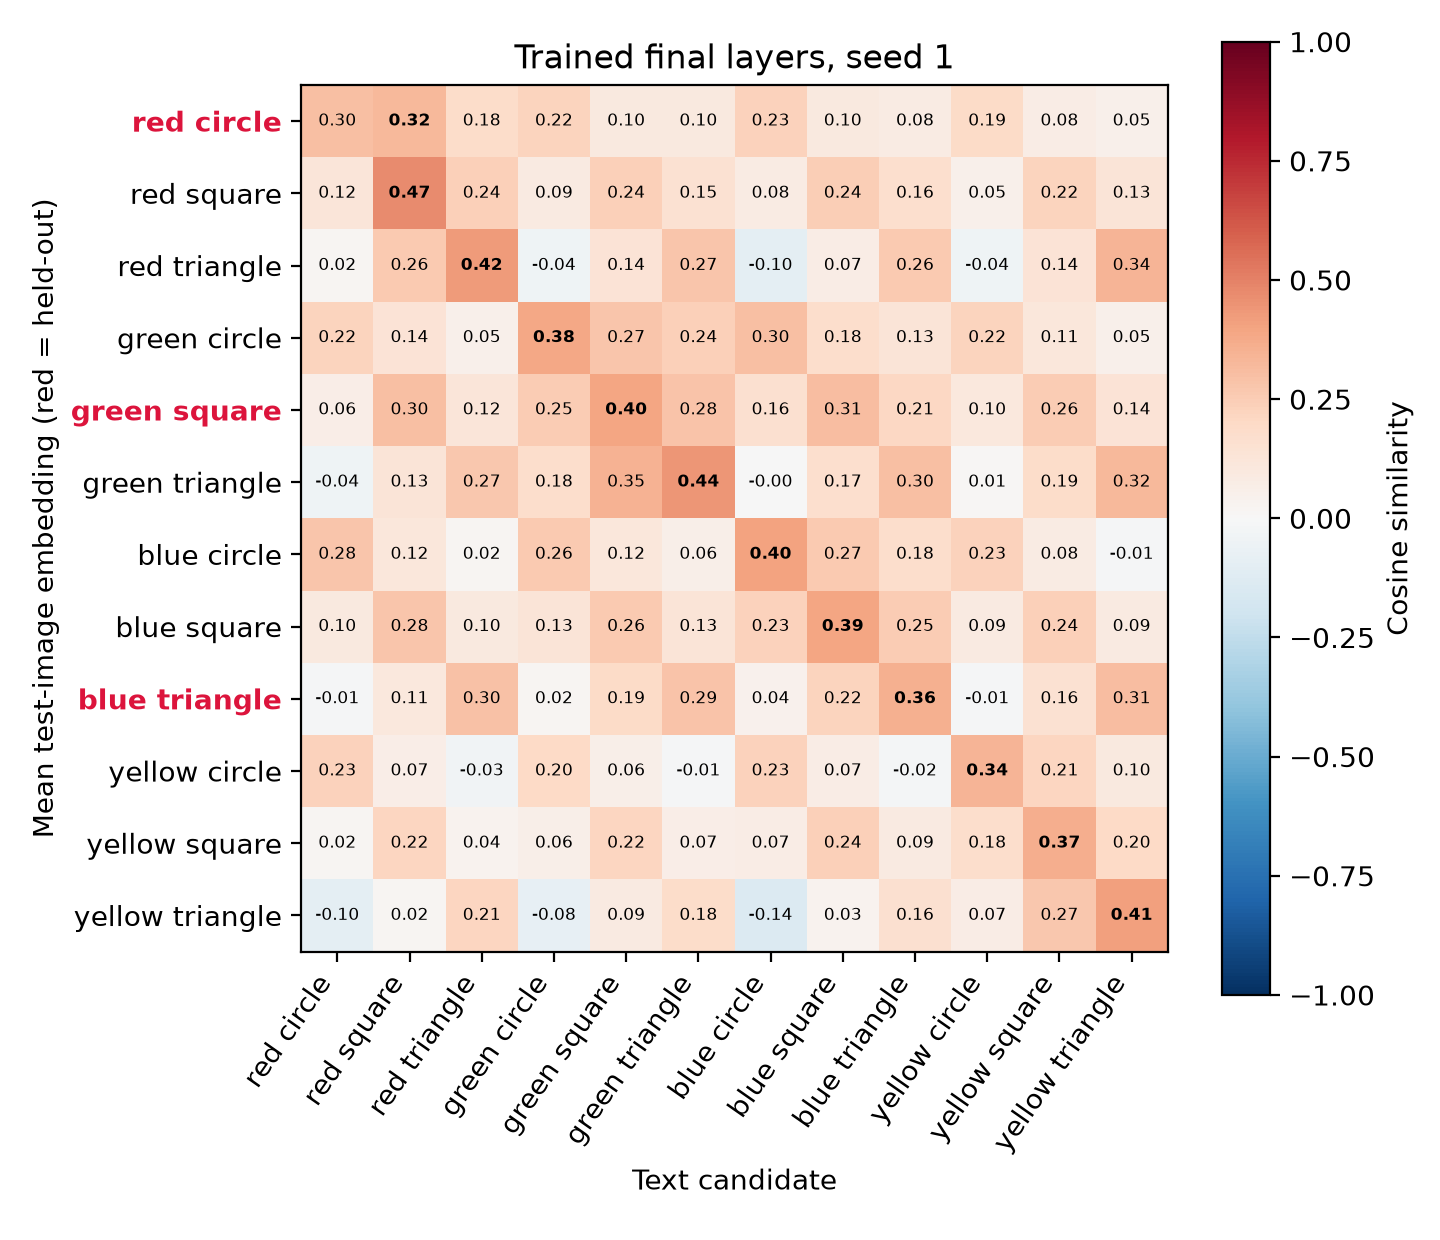 Trained final layers, seed 1
red circle 0.30 0.32 0.18 0.22 0.10 0.10 0.23 0.10 0.08 0.19 0.08 0.05
red square 0.12 0.47 0.24 0.09 0.24 0.15 0.08 0.24 0.16 0.05 0.22 0.13
red triangle 0.02 0.26 0.42 -0.04 0.14 0.27 -0.10 0.07 0.26 -0.04 0.14 0.34
green circle 0.22 0.14 0.05 0.38 0.27 0.24 0.30 0.18 0.13 0.22 0.11 0.05
green square 0.06 0.30 0.12 0.25 0.40 0.28 0.16 0.31 0.21 0.10 0.26 0.14
green triangle -0.04 0.13 0.27 0.18 0.35 0.44 -0.00 0.17 0.30 0.01 0.19 0.32
blue circle 0.28 0.12 0.02 0.26 0.12 0.06 0.40 0.27 0.18 0.23 0.08 -0.01
blue square 0.10 0.28 0.10 0.13 0.26 0.13 0.23 0.39 0.25 0.09 0.24 0.09
blue triangle -0.01 0.11 0.30 0.02 0.19 0.29 0.04 0.22 0.36 -0.01 0.16 0.31
yellow circle 0.23 0.07 -0.03 0.20 0.06 -0.01 0.23 0.07 -0.02 0.34 0.21 0.10
yellow square 0.02 0.22 0.04 0.06 0.22 0.07 0.07 0.24 0.09 0.18 0.37 0.20
yellow triangle -0.10 0.02 0.21 -0.08 0.09 0.18 -0.14 0.03 0.16 0.07 0.27 0.41
Mean test-image embedding (red = held-out)
red circle
red square
red triangle
green circle
green square
green triangle
blue circle
blue square
blue triangle
yellow circle
yellow square
yellow triangle
Text candidate
1.00
0.75
0.50
0.25
0.00
−0.25
−0.50
−0.75
−1.00
Cosine similarity